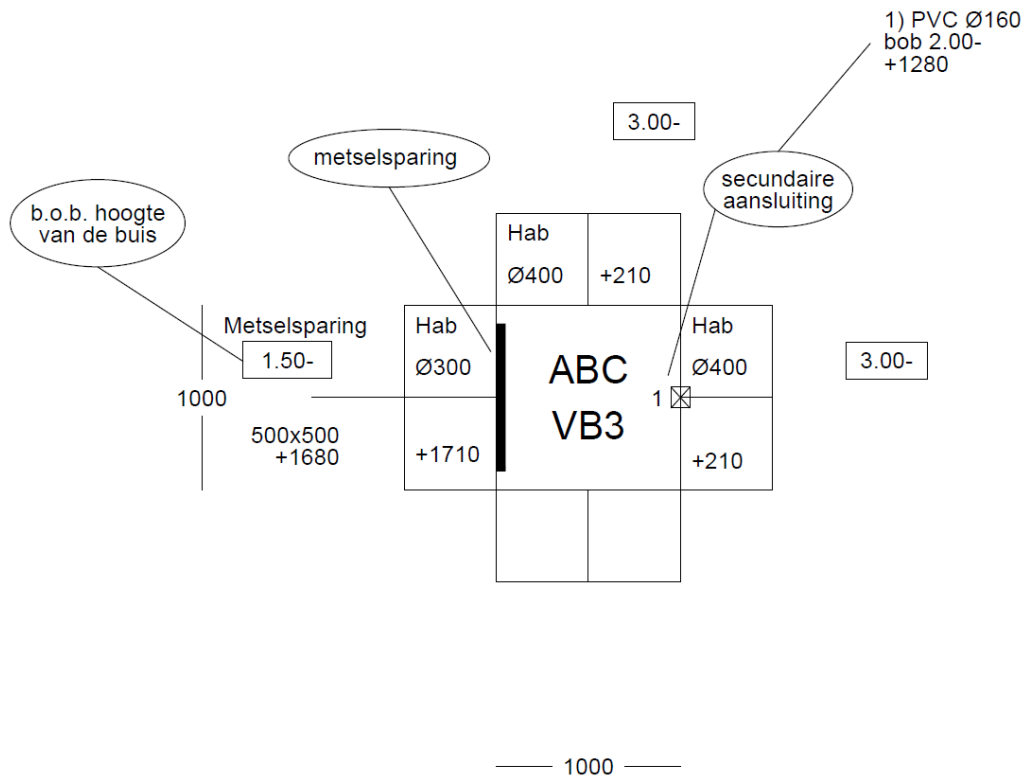 1) PVC Ø160
bob 2.00-
+1280
3.00-
metselsparing
secundaire
aansluiting
b.o.b. hoogte
van de buis
Hab
Ø400
+210
Metselsparing
1.50-
1000
500x500
+1680
Hab
Ø300
+1710
ABC
VB3
1
Hab
Ø400
+210
3.00-
1000